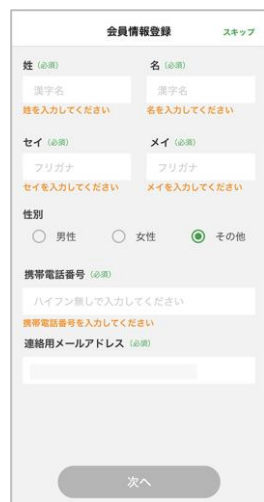 会員情報登録 スキップ
姓 (必須) 名 (必須)
漢字名 漢字名
姓を入力してください 名を入力してください
セイ (必須) メイ (必須)
フリガナ フリガナ
セイを入力してください メイを入力してください
性別
男性 女性 その他
携帯電話番号 (必須)
ハイフン無しで入力してください
携帯電話番号を入力してください
連絡用メールアドレス (必須)
次へ